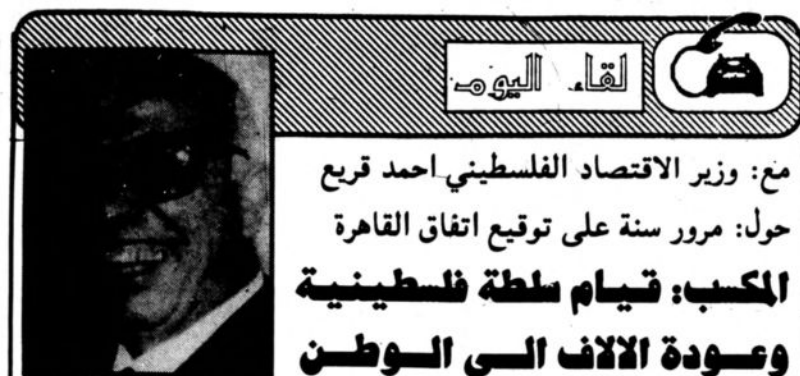 لقاء اليوم
مع: وزير الاقتصاد الفلسطيني احمد قريع
حول: مرور سنة على توقيع اتفاق القاهرة
المكسب: قيام سلطة فلسطينية
وعودة الالاف الى الوطن